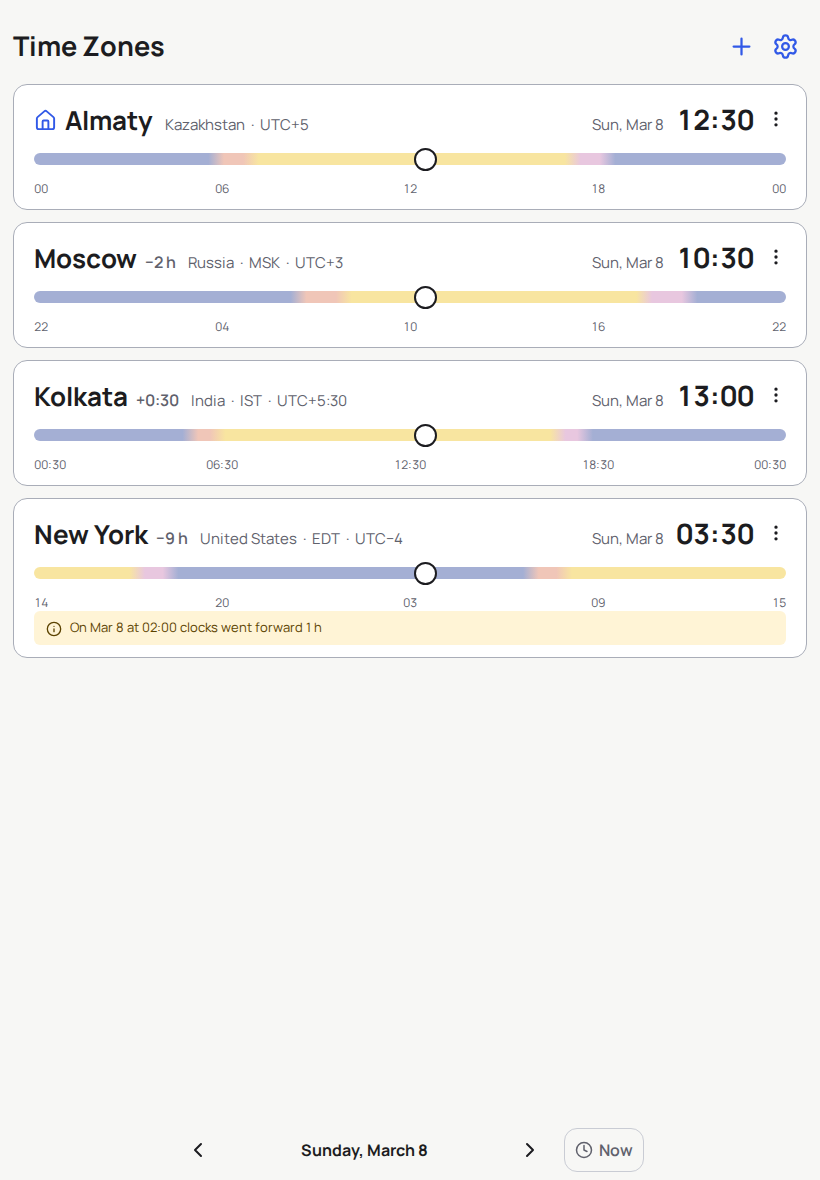 Time Zones
Almaty Kazakhstan · UTC+5 Sun, Mar 8 12:30
00 06 12 18 00
Moscow −2 h Russia · MSK · UTC+3 Sun, Mar 8 10:30
22 04 10 16 22
Kolkata +0:30 India · IST · UTC+5:30 Sun, Mar 8 13:00
00:30 06:30 12:30 18:30 00:30
New York −9 h United States · EDT · UTC−4 Sun, Mar 8 03:30
14 20 03 09 15
On Mar 8 at 02:00 clocks went forward 1 h
Sunday, March 8 Now